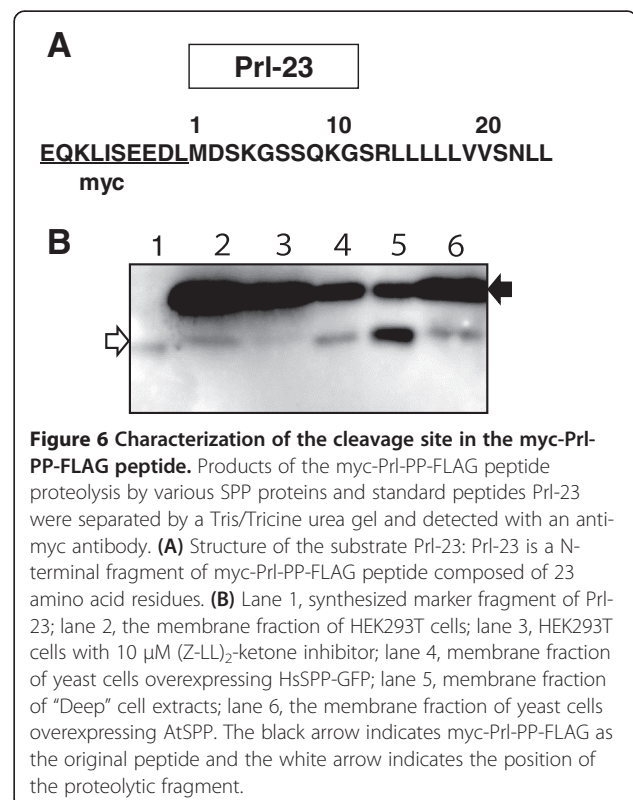 A
Prl-23
1 10 20
EQKLISEEDLMDSKGSSQKGSRLLLLLVVSNLL
myc
B
1 2 3 4 5 6
Figure 6 Characterization of the cleavage site in the myc-Prl-
PP-FLAG peptide. Products of the myc-Prl-PP-FLAG peptide
proteolysis by various SPP proteins and standard peptides Prl-23
were separated by a Tris/Tricine urea gel and detected with an anti-
myc antibody. (A) Structure of the substrate Prl-23: Prl-23 is a N-
terminal fragment of myc-Prl-PP-FLAG peptide composed of 23
amino acid residues. (B) Lane 1, synthesized marker fragment of Prl-
23; lane 2, the membrane fraction of HEK293T cells; lane 3, HEK293T
cells with 10 μM (Z-LL)2-ketone inhibitor; lane 4, membrane fraction
of yeast cells overexpressing HsSPP-GFP; lane 5, membrane fraction
of “Deep” cell extracts; lane 6, the membrane fraction of yeast cells
overexpressing AtSPP. The black arrow indicates myc-Prl-PP-FLAG as
the original peptide and the white arrow indicates the position of
the proteolytic fragment.